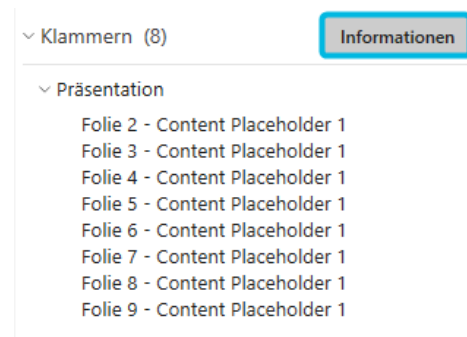 Klammern (8)
Informationen
Präsentation
Folie 2 - Content Placeholder 1
Folie 3 - Content Placeholder 1
Folie 4 - Content Placeholder 1
Folie 5 - Content Placeholder 1
Folie 6 - Content Placeholder 1
Folie 7 - Content Placeholder 1
Folie 8 - Content Placeholder 1
Folie 9 - Content Placeholder 1